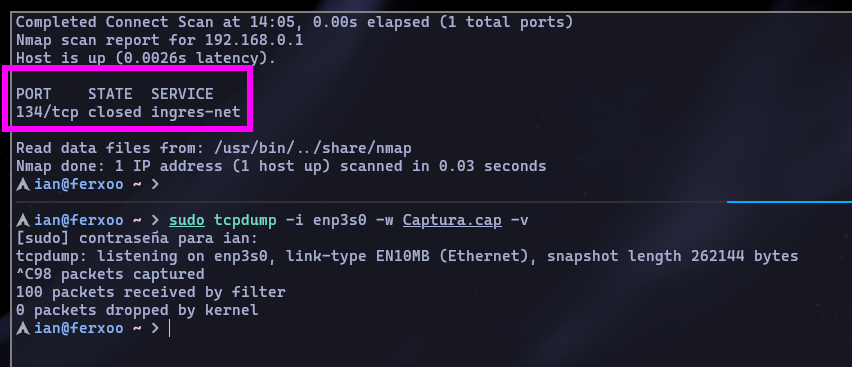 Completed Connect Scan at 14:05, 0.00s elapsed (1 total ports)
Nmap scan report for 192.168.0.1
Host is up (0.0026s latency).
PORT    STATE  SERVICE
134/tcp closed ingres-net
Read data files from: /usr/bin/../share/nmap
Nmap done: 1 IP address (1 host up) scanned in 0.03 seconds
ian@ferxoo ~ >
ian@ferxoo ~ > sudo tcpdump -i enp3s0 -w Captura.cap -v
[sudo] contraseña para ian:
tcpdump: listening on enp3s0, link-type EN10MB (Ethernet), snapshot length 262144 bytes
^C98 packets captured
100 packets received by filter
0 packets dropped by kernel
ian@ferxoo ~ >